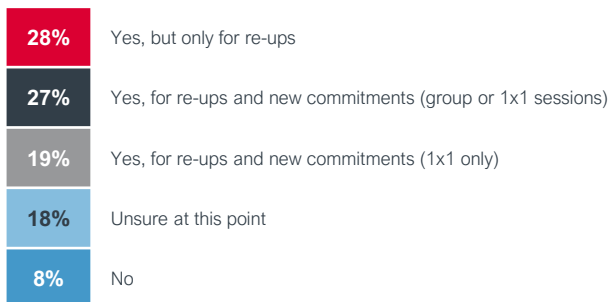 28% Yes, but only for re-ups
27% Yes, for re-ups and new commitments (group or 1x1 sessions)
19% Yes, for re-ups and new commitments (1x1 only)
18% Unsure at this point
8% No